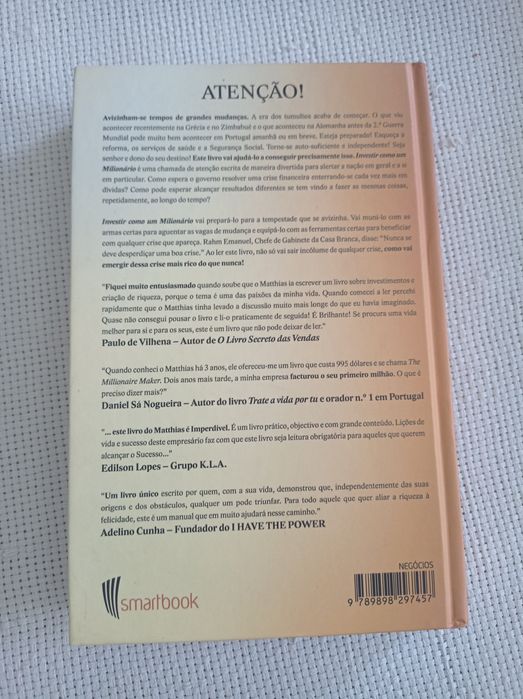 ATENÇÃO!
Avizinham-se tempos de grandes mudanças. A era dos tumultos acaba de começar. O que viu
acontecer recentemente na Grécia e no Zimbabué e o que aconteceu na Alemanha antes da 2.ª Guerra
Mundial pode muito bem acontecer em Portugal amanhã ou em breve. Esteja preparado! Esqueça a
reforma, os serviços de saúde e a Segurança Social. Torne-se auto-suficiente e independente! Seja
senhor e dono do seu destino! Este livro vai ajudá-lo a conseguir precisamente isso. Investir como um
Milionário é uma chamada de atenção escrita de maneira divertida para alertar a nação em geral e a si
em particular. Como espera o governo resolver uma crise financeira enterrando-se cada vez mais em
dívidas? Como pode esperar alcançar resultados diferentes se tem vindo a fazer as mesmas coisas,
repetidamente, ao longo do tempo?
Investir como um Milionário vai prepará-lo para a tempestade que se avizinha. Vai muni-lo com as
armas certas para aguentar as vagas de mudança e equipá-lo com as ferramentas certas para beneficiar
com qualquer crise que apareça. Rahm Emanuel, Chefe de Gabinete da Casa Branca, disse: "Nunca se
deve desperdiçar uma boa crise." Ao ler este livro, não só vai sair incólume de qualquer crise, como vai
emergir dessa crise mais rico do que nunca!
"Fiquei muito entusiasmado quando soube que o Matthias ia escrever um livro sobre investimentos e
criação de riqueza, porque o tema é uma das paixões da minha vida. Quando comecei a ler percebi
rapidamente que o Matthias tinha levado a discussão muito mais longe do que eu havia imaginado.
Quase não consegui pousar o livro e li-o praticamente de seguida! É Brilhante! Se procura uma vida
melhor para si e para os seus, este é um livro que não pode deixar de ler."
Paulo de Vilhena – Autor de O Livro Secreto das Vendas
"Quando conheci o Matthias há 3 anos, ele ofereceu-me um livro que custa 995 dólares e se chama The
Millionaire Maker. Dois anos mais tarde, a minha empresa facturou o seu primeiro milhão. O que é
preciso dizer mais?"
Daniel Sá Nogueira – Autor do livro Trate a vida por tu e orador n.º 1 em Portugal
"... este livro do Matthias é Imperdível. É um livro prático, objectivo e com grande conteúdo. Lições de
vida e sucesso deste empresário faz com que este livro seja leitura obrigatória para aqueles que querem
alcançar o Sucesso..."
Edilson Lopes – Grupo K.L.A.
"Um livro único escrito por quem, com a sua vida, demonstrou que, independentemente das suas
origens e dos obstáculos, qualquer um pode triunfar. Para todo aquele que quer aliar a riqueza à
felicidade, este é um manual que em muito ajudará nesse caminho."
Adelino Cunha – Fundador do I HAVE THE POWER
smartbook
NEGÓCIOS
9 789898 297457